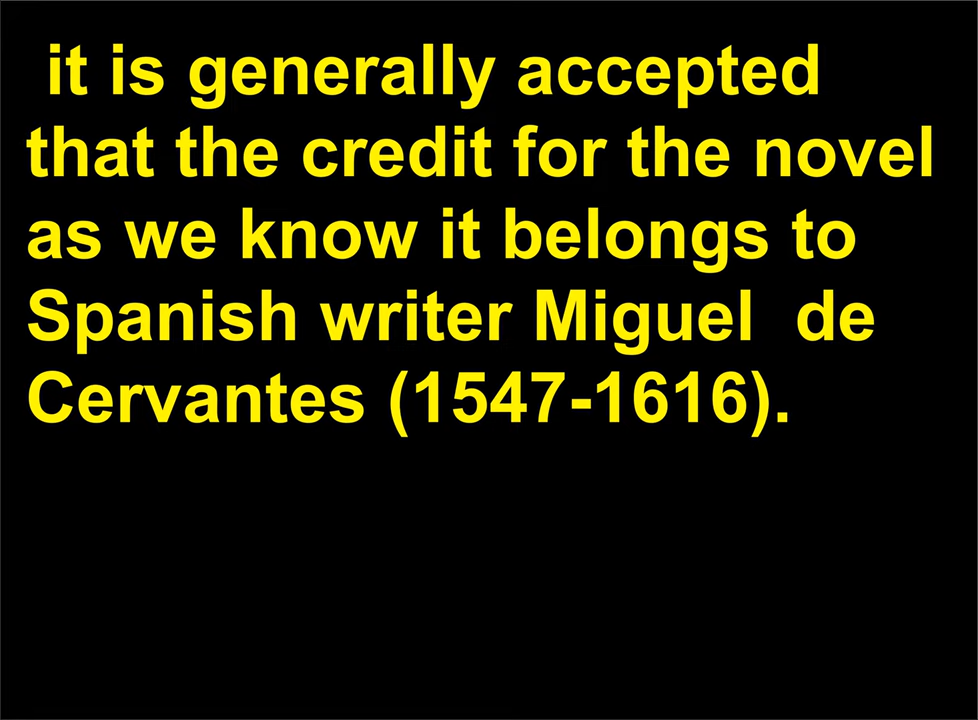 it is generally accepted
that the credit for the novel
as we know it belongs to
Spanish writer Miguel  de
Cervantes (1547-1616).